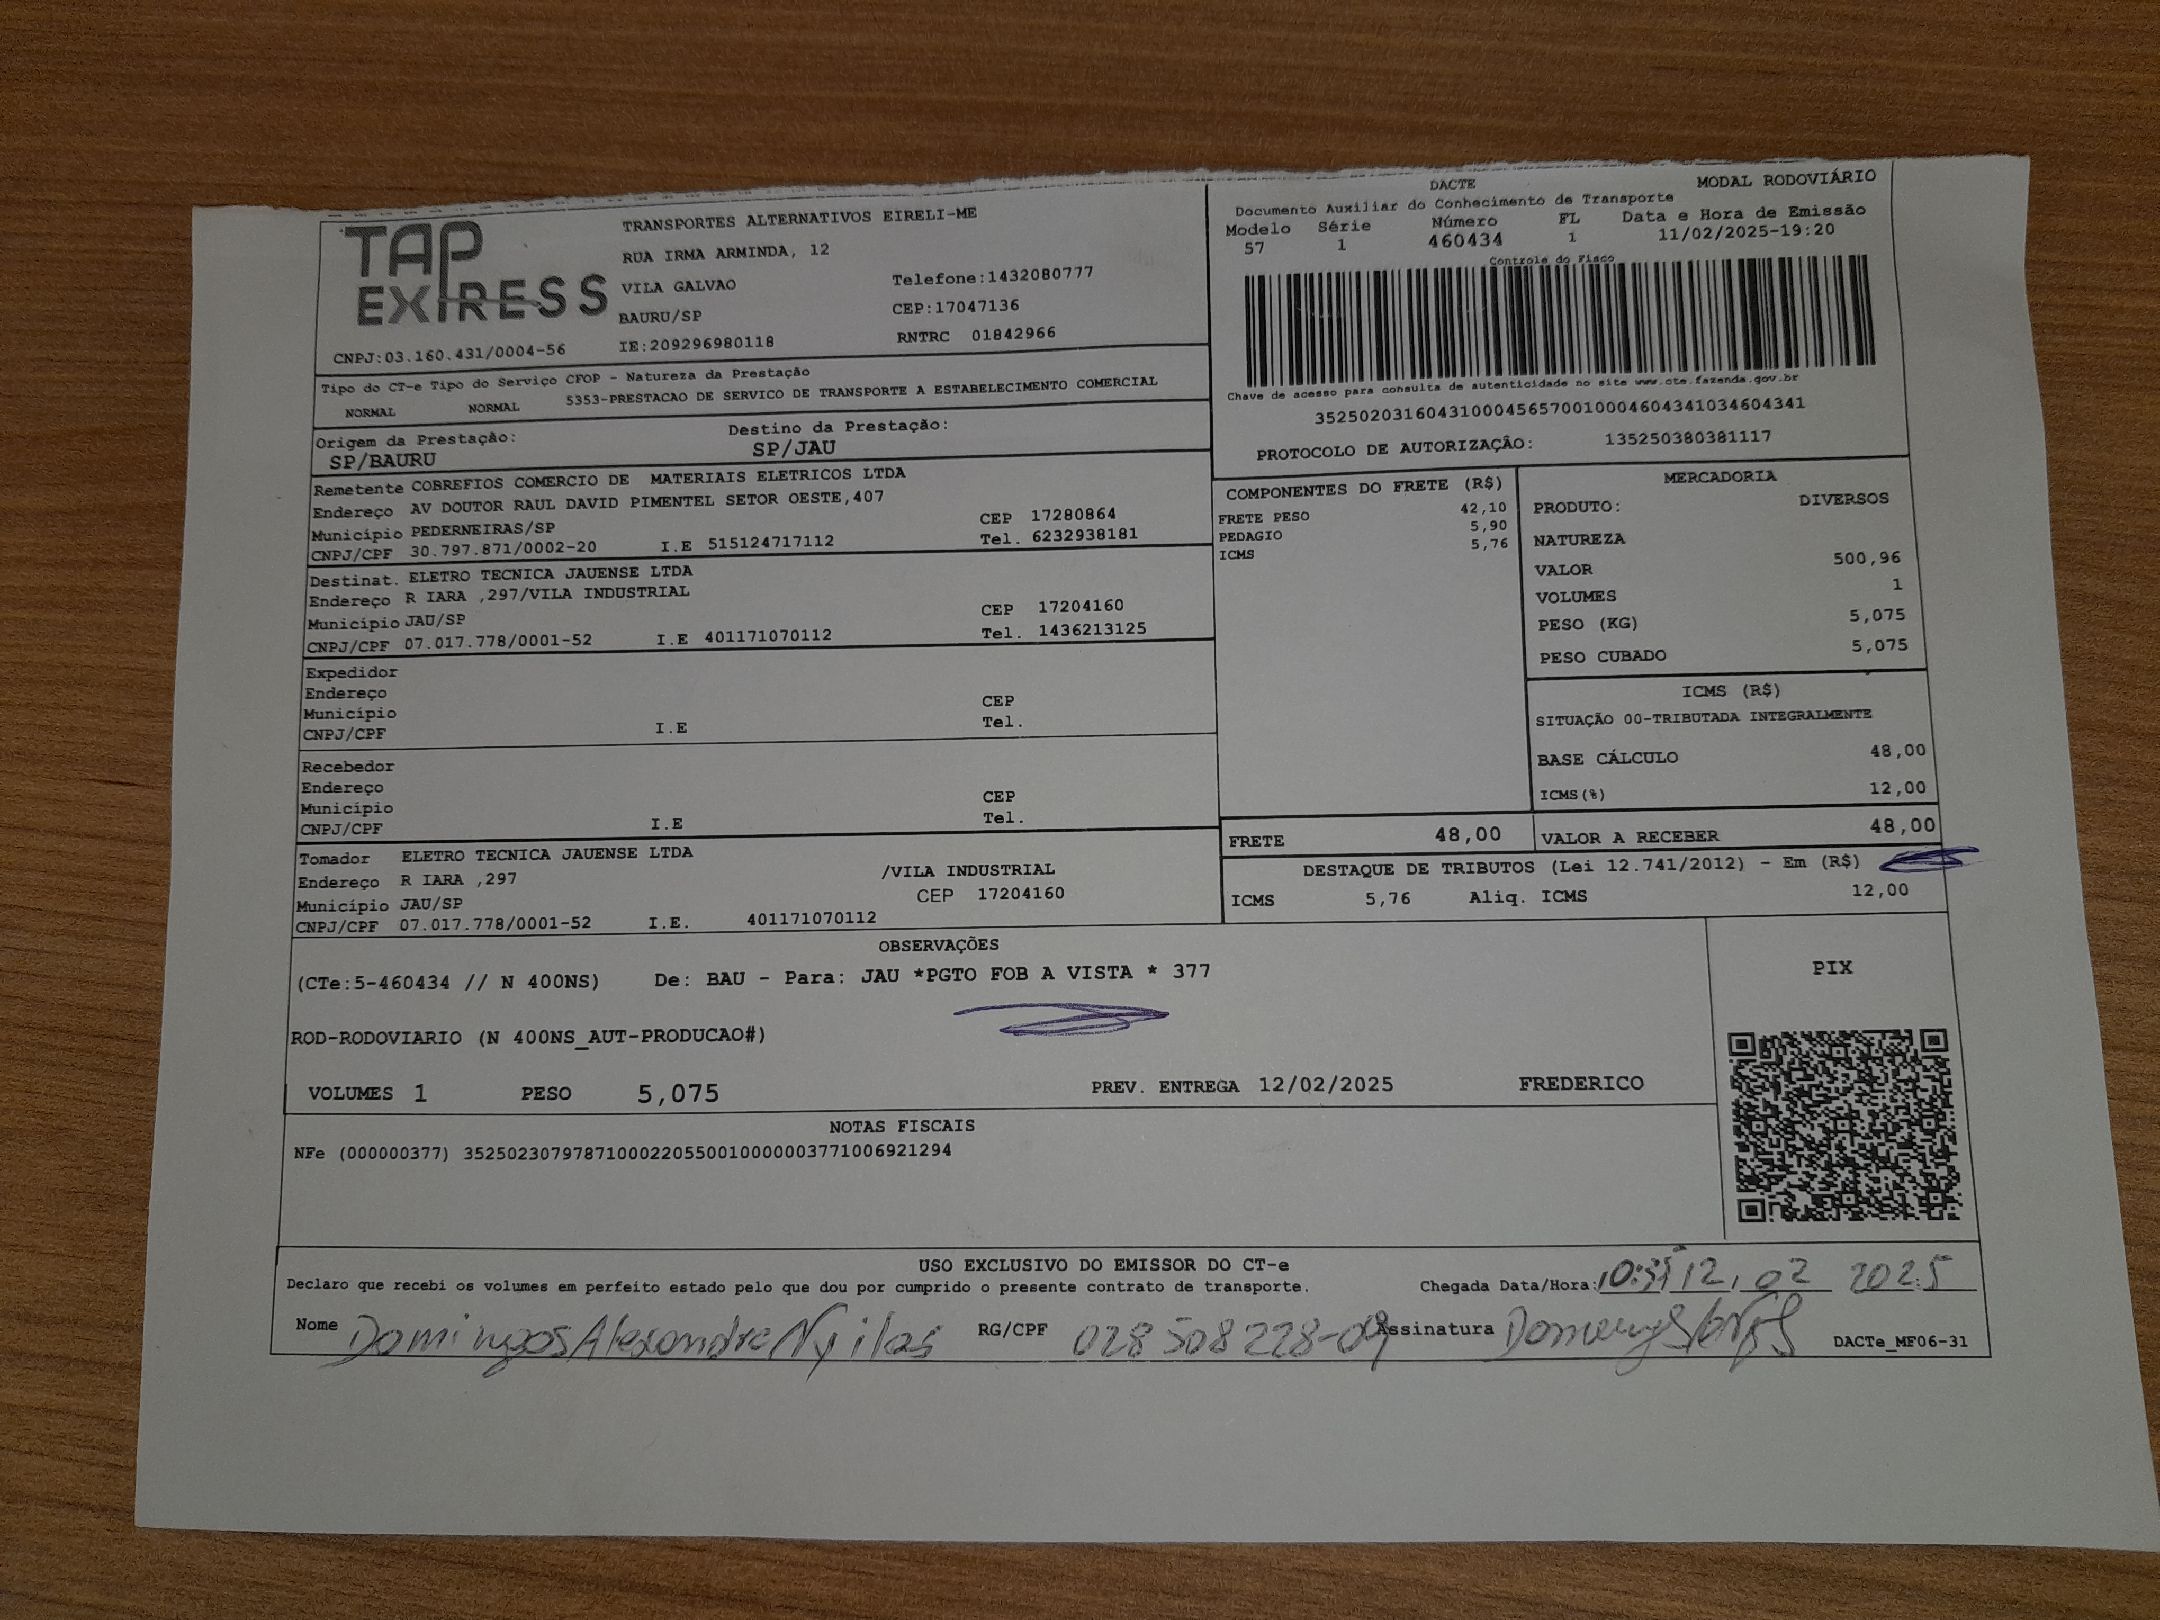 TAP
EXPRESS
TRANSPORTES ALTERNATIVOS EIRELI-ME
RUA IRMA ARMINDA, 12
VILA GALVAO Telefone:1432080777
BAURU/SP CEP:17047136
CNPJ:03.160.431/0004-56 IE:209296980118 RNTRC 01842966
DACTE MODAL RODOVIÁRIO
Documento Auxiliar do Conhecimento de Transporte
Modelo Série Número FL Data e Hora de Emissão
57 1 460434 1 11/02/2025-19:20
Controle do Fisco
Chave de acesso para consulta de autenticidade no site www.cte.fazenda.gov.br
35250203160431000456570010004604341034604341
PROTOCOLO DE AUTORIZAÇÃO: 135250380381117
Tipo do CT-e Tipo do Serviço CFOP - Natureza da Prestação
NORMAL NORMAL 5353-PRESTACAO DE SERVICO DE TRANSPORTE A ESTABELECIMENTO COMERCIAL
Origem da Prestação: Destino da Prestação:
SP/BAURU SP/JAU
Remetente COBREFIOS COMERCIO DE MATERIAIS ELETRICOS LTDA
Endereço AV DOUTOR RAUL DAVID PIMENTEL SETOR OESTE,407
Município PEDERNEIRAS/SP CEP 17280864
CNPJ/CPF 30.797.871/0002-20 I.E 515124717112 Tel. 6232938181
Destinat. ELETRO TECNICA JAUENSE LTDA
Endereço R IARA ,297/VILA INDUSTRIAL
Município JAU/SP CEP 17204160
CNPJ/CPF 07.017.778/0001-52 I.E 401171070112 Tel. 1436213125
Expedidor
Endereço
Município CEP
CNPJ/CPF I.E Tel.
Recebedor
Endereço
Município CEP
CNPJ/CPF I.E Tel.
Tomador ELETRO TECNICA JAUENSE LTDA
Endereço R IARA ,297 /VILA INDUSTRIAL
Município JAU/SP CEP 17204160
CNPJ/CPF 07.017.778/0001-52 I.E. 401171070112
COMPONENTES DO FRETE (R$)
FRETE PESO 42,10
PEDAGIO 5,90
ICMS 5,76
MERCADORIA
PRODUTO: DIVERSOS
NATUREZA
VALOR 500,96
VOLUMES 1
PESO (KG) 5,075
PESO CUBADO 5,075
ICMS (R$)
SITUAÇÃO 00-TRIBUTADA INTEGRALMENTE
BASE CÁLCULO 48,00
ICMS(%) 12,00
FRETE 48,00 VALOR A RECEBER 48,00
DESTAQUE DE TRIBUTOS (Lei 12.741/2012) - Em (R$)
ICMS 5,76 Aliq. ICMS 12,00
OBSERVAÇÕES
(CTe:5-460434 // N 400NS) De: BAU - Para: JAU *PGTO FOB A VISTA * 377
ROD-RODOVIARIO (N 400NS_AUT-PRODUCAO#)
VOLUMES 1 PESO 5,075 PREV. ENTREGA 12/02/2025 FREDERICO
PIX
NOTAS FISCAIS
NFe (000000377) 35250230797871000220550010000003771006921294
USO EXCLUSIVO DO EMISSOR DO CT-e
Declaro que recebi os volumes em perfeito estado pelo que dou por cumprido o presente contrato de transporte. Chegada Data/Hora: 12, 02 2025
Nome Domingos Alexandre RG/CPF 028 508 228-09 Assinatura DACTe_MF06-31